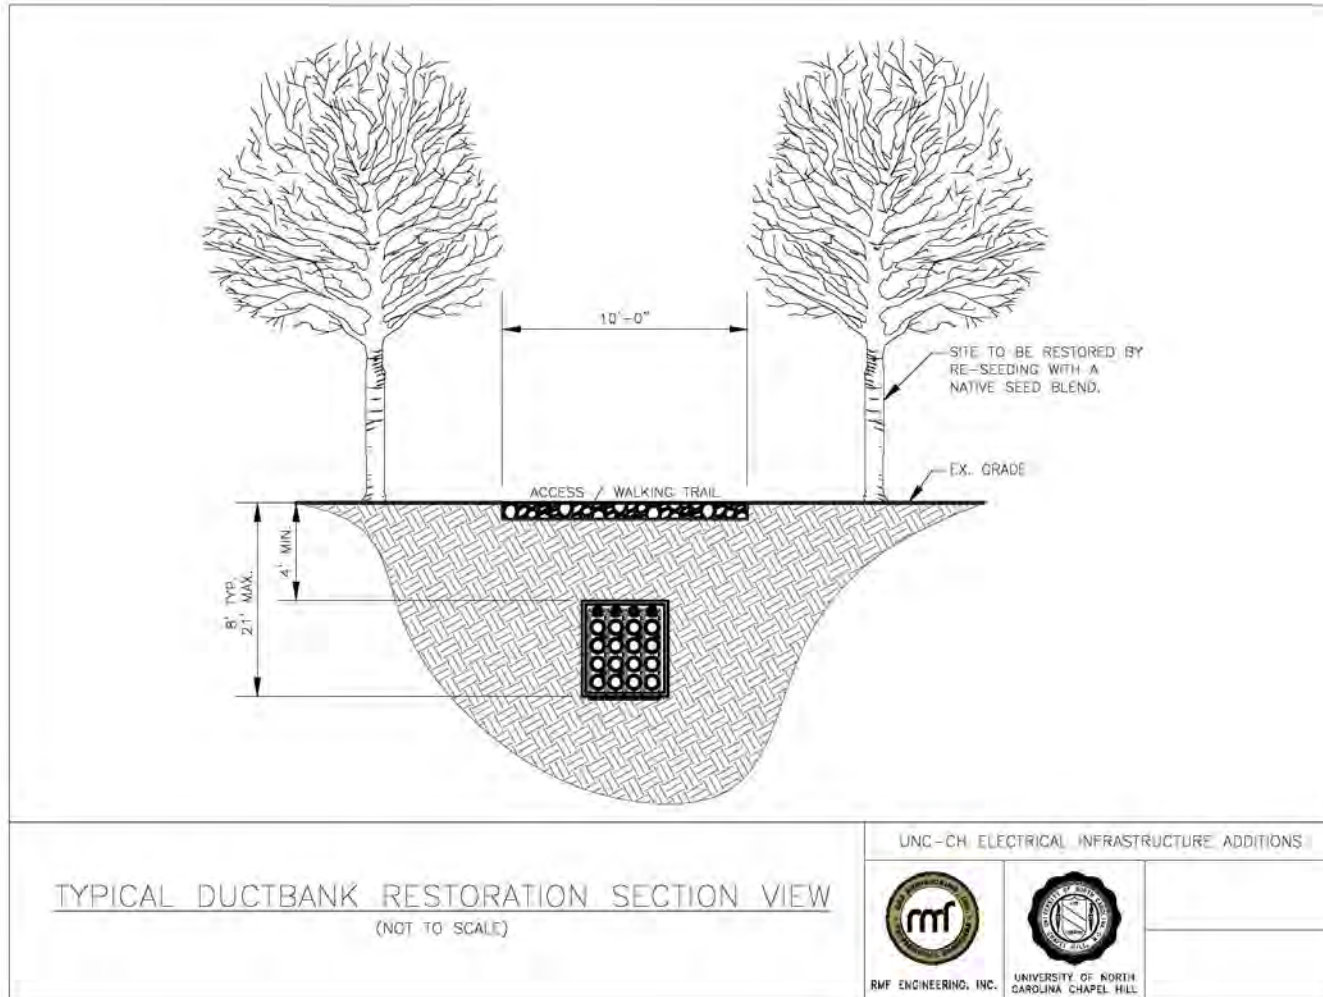 10'-0"
SITE TO BE RESTORED BY
RE-SEEDING WITH A
NATIVE SEED BLEND.
EX. GRADE
ACCESS / WALKING TRAIL
4' MIN.
8' TYP.
21' MAX.
TYPICAL DUCTBANK RESTORATION SECTION VIEW
(NOT TO SCALE)
UNC-CH ELECTRICAL INFRASTRUCTURE ADDITIONS
rmf
RMF ENGINEERING, INC.
UNIVERSITY OF NORTH
CAROLINA CHAPEL HILL